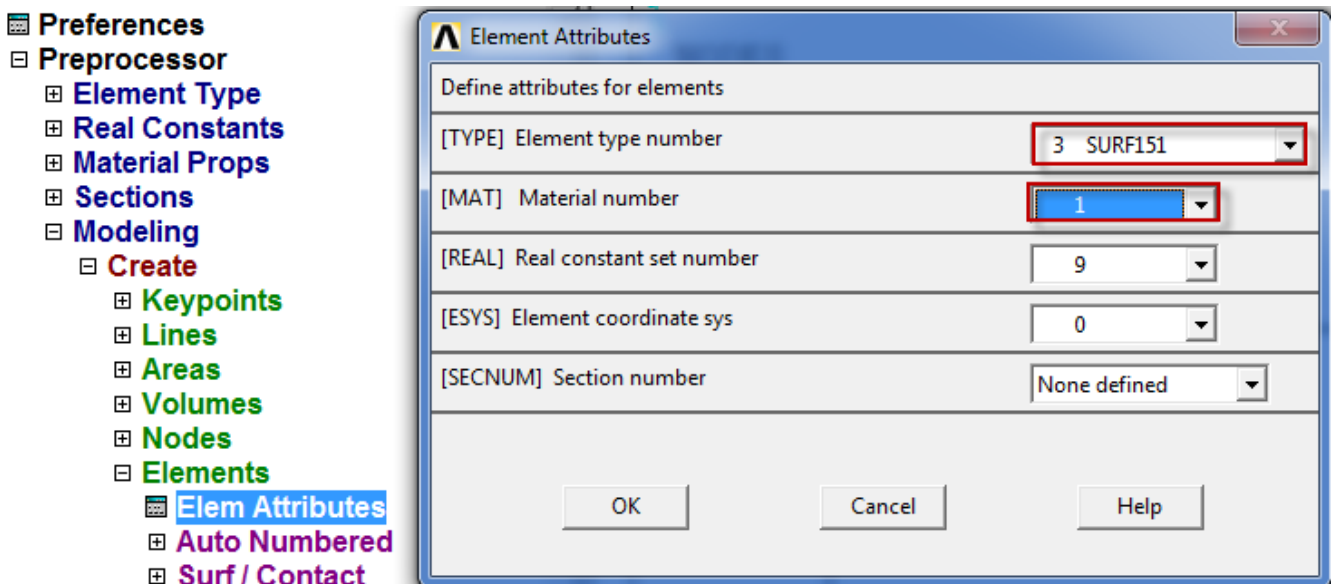 Preferences
Preprocessor
Element Type
Real Constants
Material Props
Sections
Modeling
Create
Keypoints
Lines
Areas
Volumes
Nodes
Elements
Elem Attributes
Auto Numbered
Surf / Contact
Element Attributes
Define attributes for elements
[TYPE] Element type number 3 SURF151
[MAT] Material number 1
[REAL] Real constant set number 9
[ESYS] Element coordinate sys 0
[SECNUM] Section number None defined
OK Cancel Help